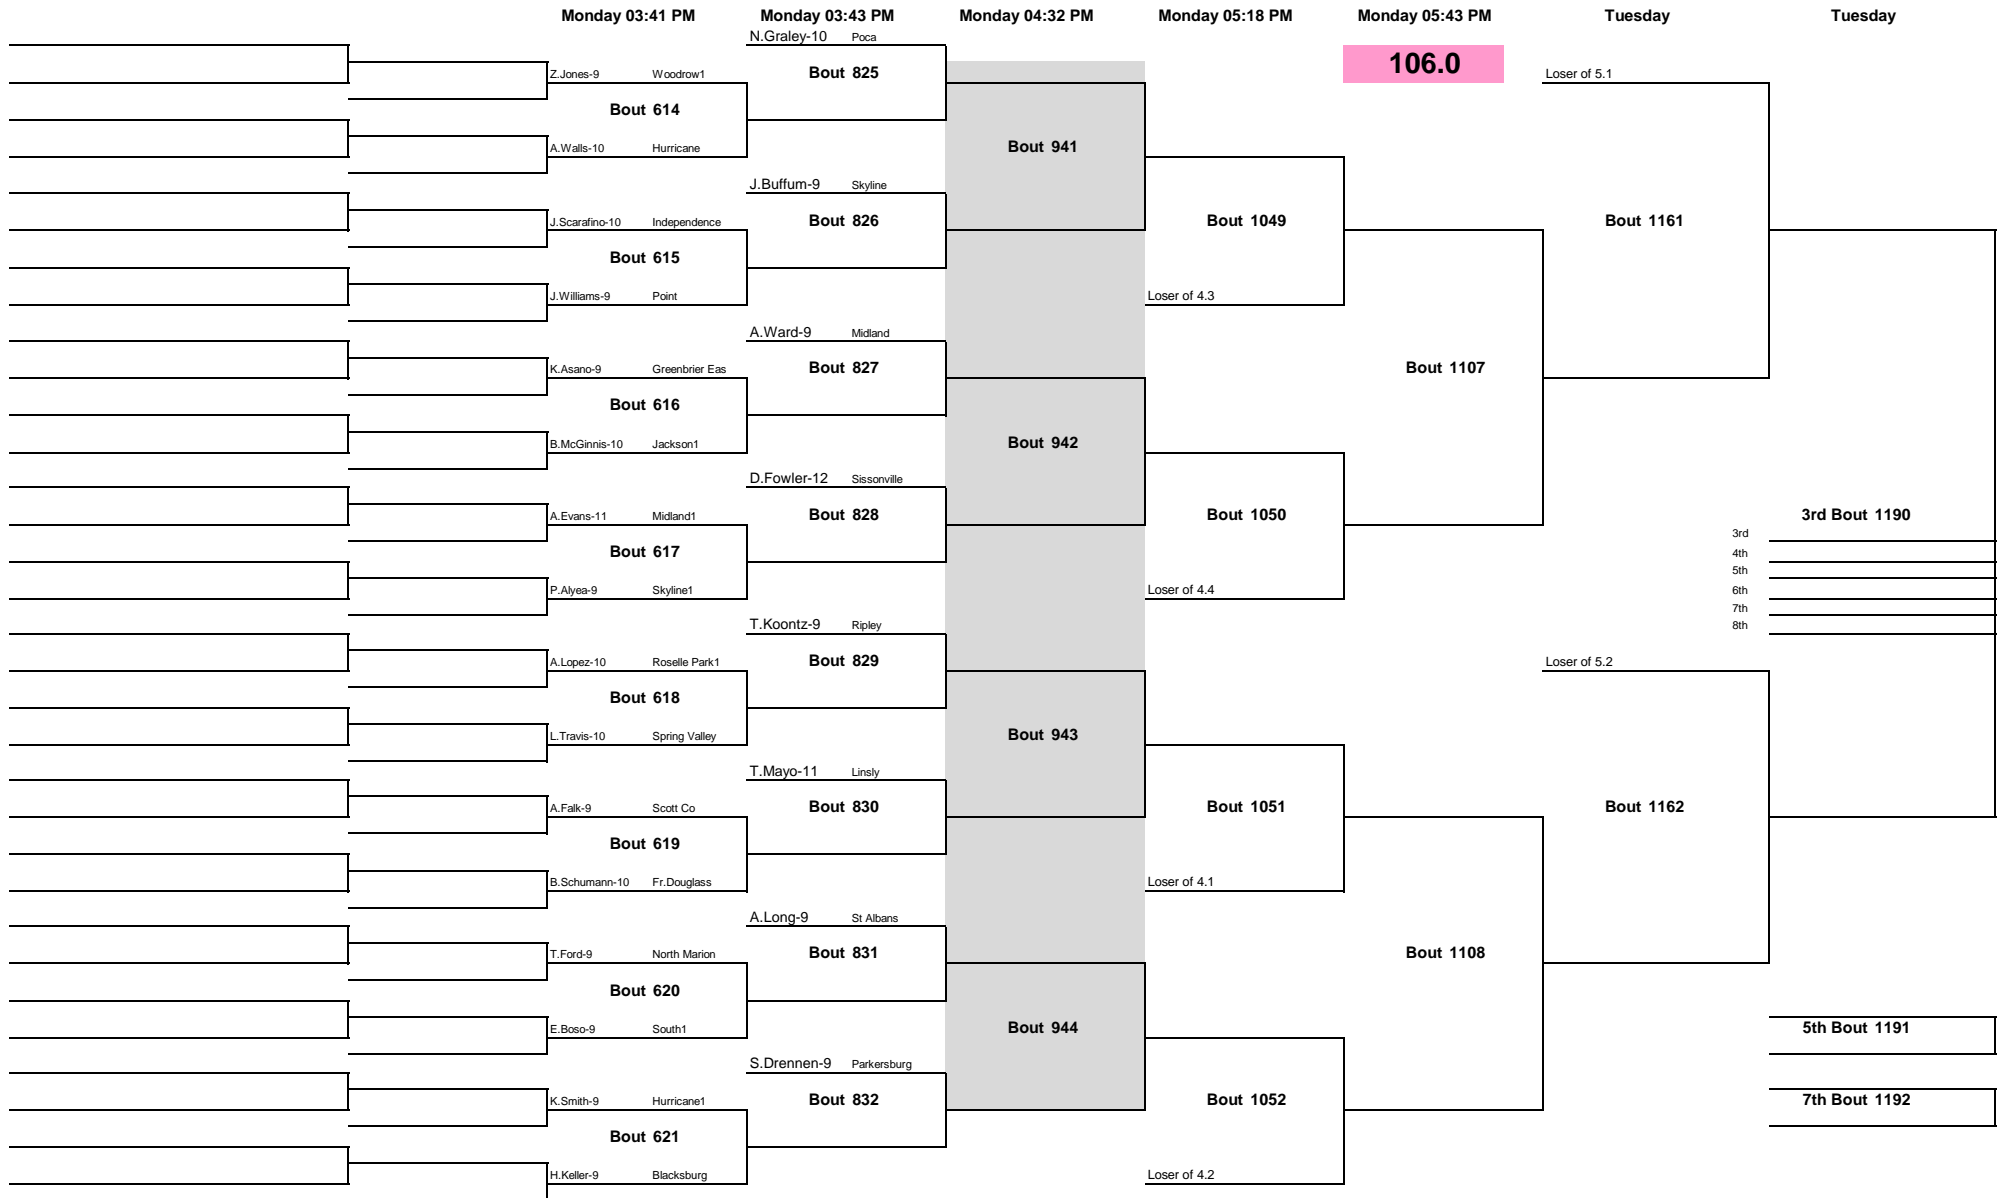 Monday 03:41 PM Monday 03:43 PM Monday 04:32 PM Monday 05:18 PM Monday 05:43 PM Tuesday Tuesday
N.Graley-10 Poca
106.0
Z.Jones-9 Woodrow1 Bout 825 Loser of 5.1
Bout 614
A.Walls-10 Hurricane Bout 941
J.Buffum-9 Skyline
J.Scarafino-10 Independence Bout 826 Bout 1049 Bout 1161
Bout 615
J.Williams-9 Point Loser of 4.3
A.Ward-9 Midland
K.Asano-9 Greenbrier Eas Bout 827 Bout 1107
Bout 616
B.McGinnis-10 Jackson1 Bout 942
D.Fowler-12 Sissonville
A.Evans-11 Midland1 Bout 828 Bout 1050 3rd Bout 1190
3rd
Bout 617 4th
5th
P.Alyea-9 Skyline1 Loser of 4.4 6th
7th
T.Koontz-9 Ripley 8th
A.Lopez-10 Roselle Park1 Bout 829 Loser of 5.2
Bout 618
L.Travis-10 Spring Valley Bout 943
T.Mayo-11 Linsly
A.Falk-9 Scott Co Bout 830 Bout 1051 Bout 1162
Bout 619
B.Schumann-10 Fr.Douglass Loser of 4.1
A.Long-9 St Albans
T.Ford-9 North Marion Bout 831 Bout 1108
Bout 620
E.Boso-9 South1 Bout 944 5th Bout 1191
S.Drennen-9 Parkersburg
K.Smith-9 Hurricane1 Bout 832 Bout 1052 7th Bout 1192
Bout 621
H.Keller-9 Blacksburg Loser of 4.2